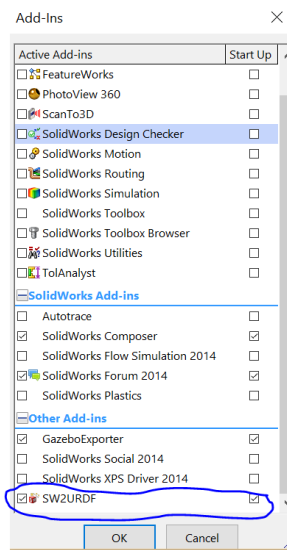 Add-Ins
Active Add-ins Start Up
FeatureWorks
PhotoView 360
ScanTo3D
SolidWorks Design Checker
SolidWorks Motion
SolidWorks Routing
SolidWorks Simulation
SolidWorks Toolbox
SolidWorks Toolbox Browser
SolidWorks Utilities
TolAnalyst
SolidWorks Add-ins
Autotrace
SolidWorks Composer
SolidWorks Flow Simulation 2014
SolidWorks Forum 2014
SolidWorks Plastics
Other Add-ins
GazeboExporter
SolidWorks Social 2014
SolidWorks XPS Driver 2014
SW2URDF
OK Cancel